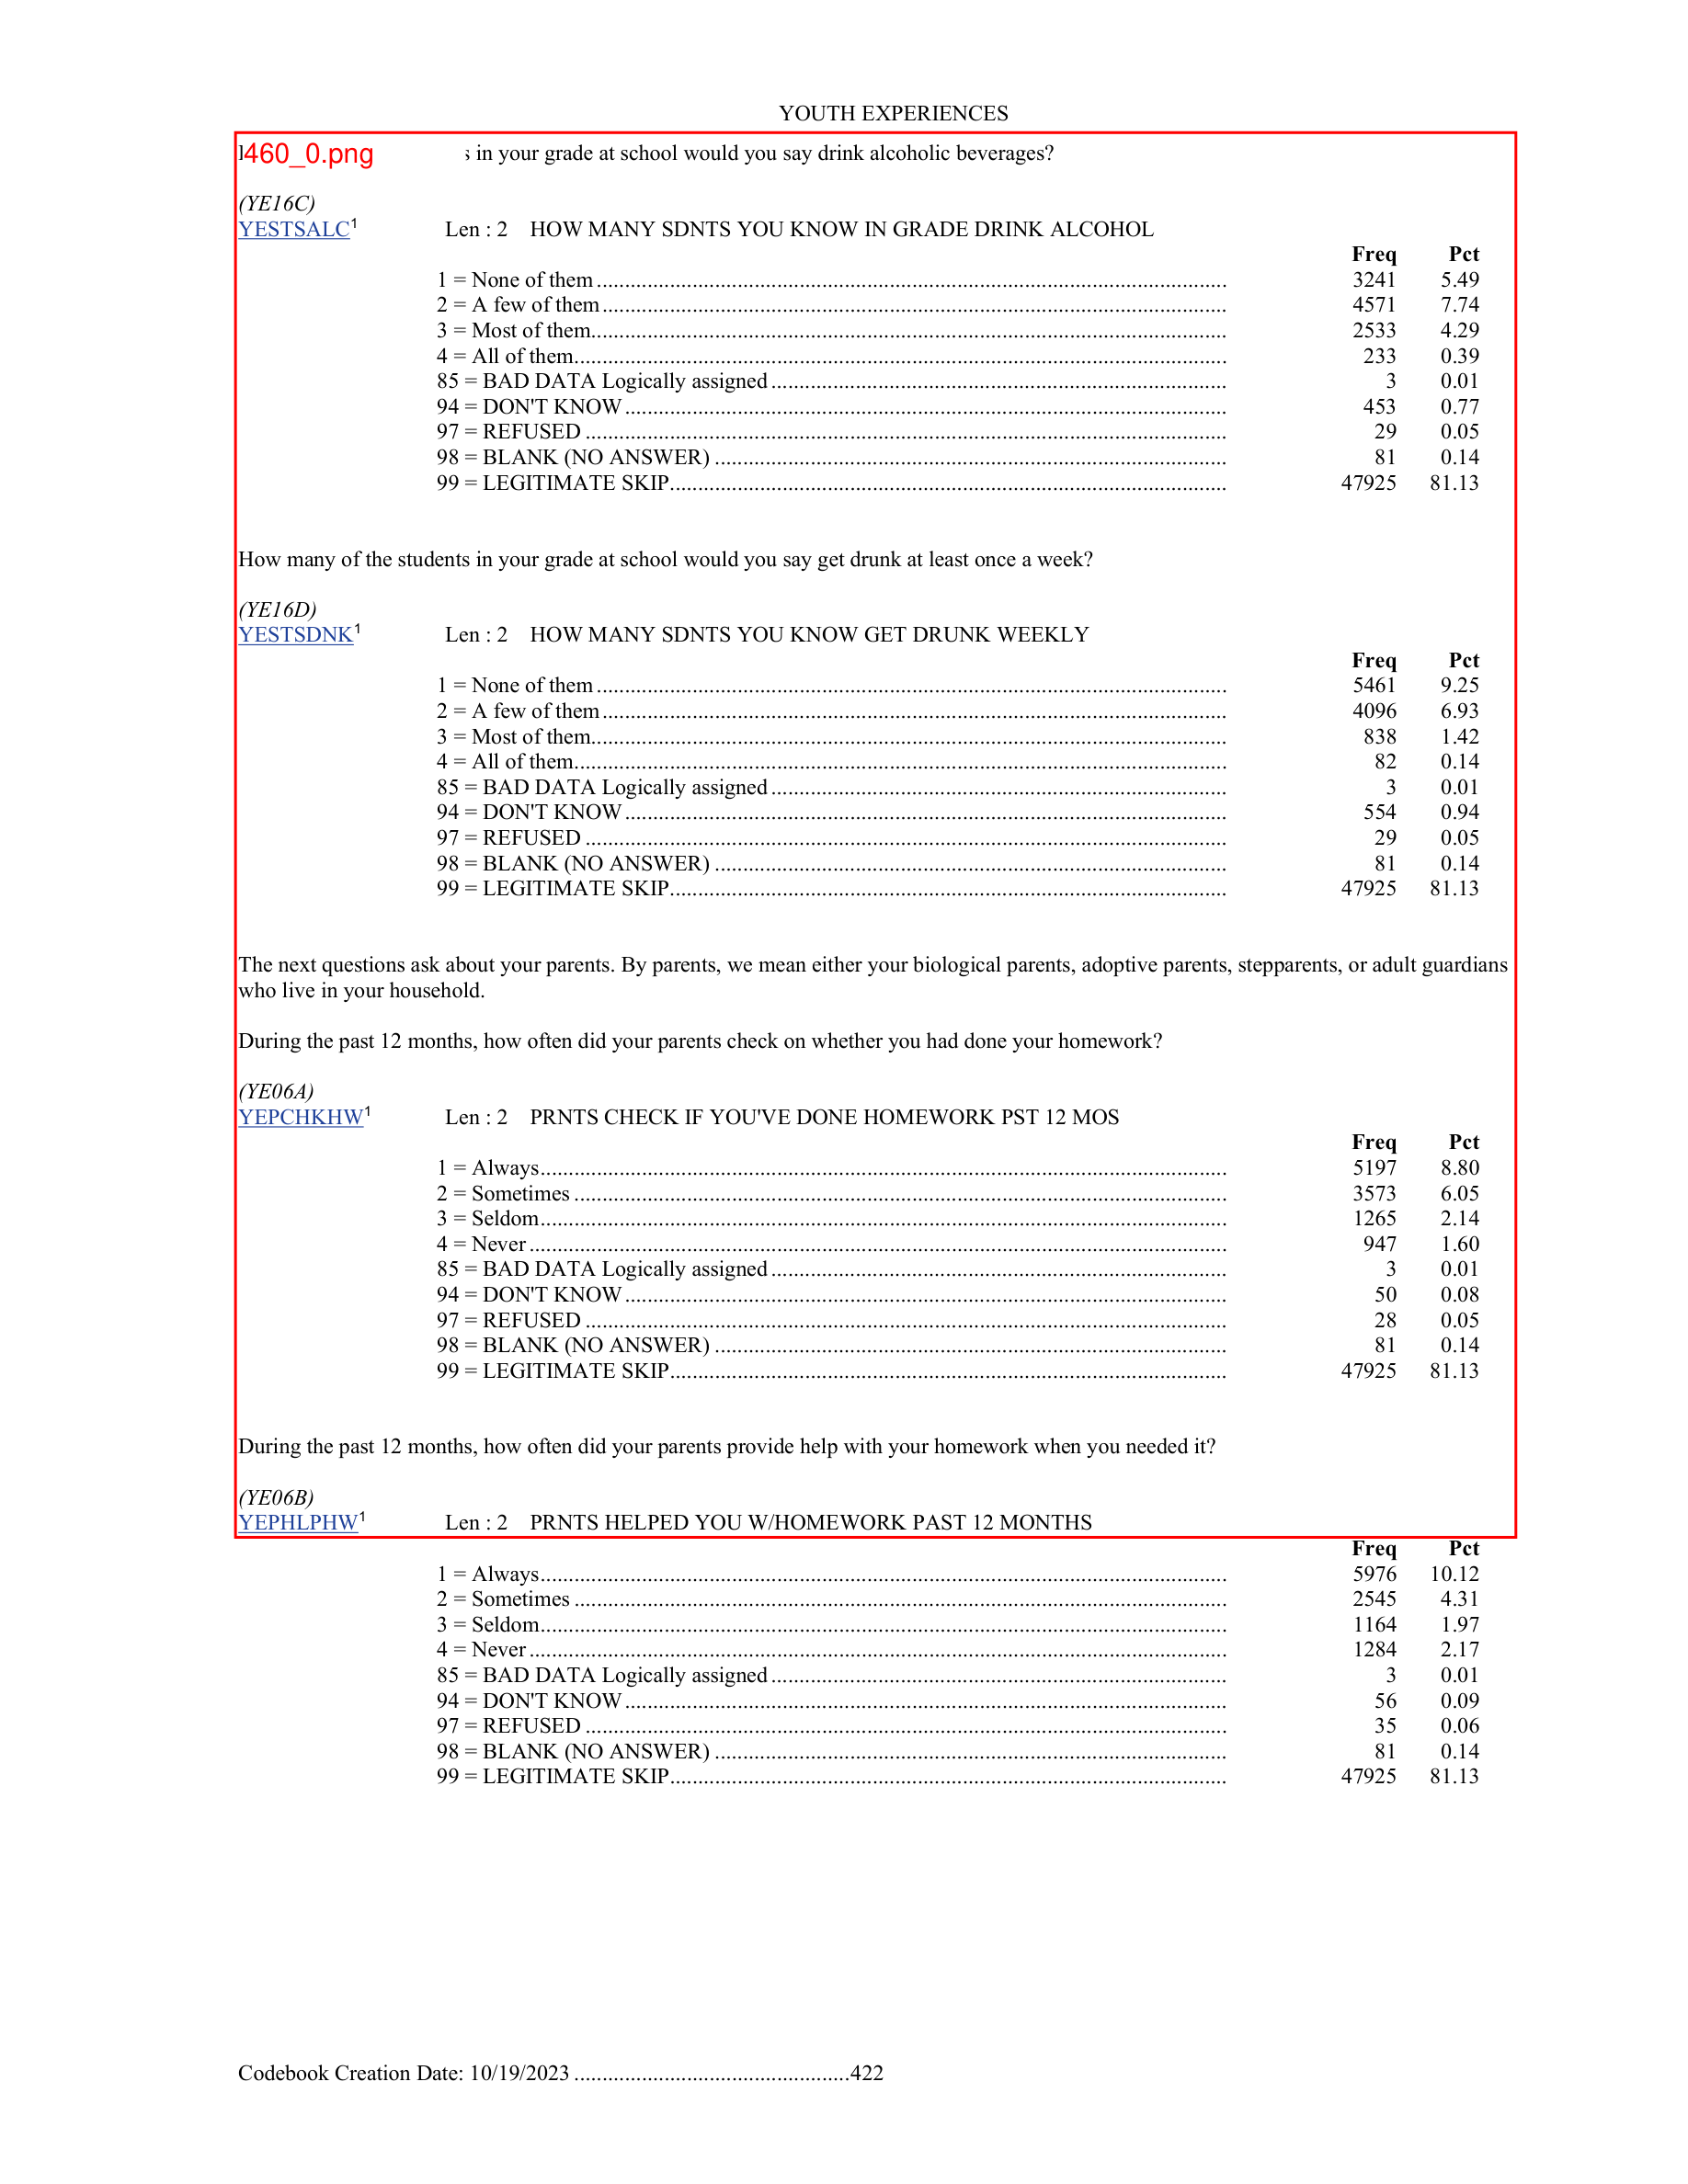 YOUTH EXPERIENCES
460_0.png in your grade at school would you say drink alcoholic beverages?
(YE16C)
YESTSALC1 Len : 2 HOW MANY SDNTS YOU KNOW IN GRADE DRINK ALCOHOL
Freq Pct
1 = None of them ........ 3241 5.49
2 = A few of them ........ 4571 7.74
3 = Most of them ........ 2533 4.29
4 = All of them ........ 233 0.39
85 = BAD DATA Logically assigned ........ 3 0.01
94 = DON'T KNOW ........ 453 0.77
97 = REFUSED ........ 29 0.05
98 = BLANK (NO ANSWER) ........ 81 0.14
99 = LEGITIMATE SKIP ........ 47925 81.13
How many of the students in your grade at school would you say get drunk at least once a week?
(YE16D)
YESTSDNK1 Len : 2 HOW MANY SDNTS YOU KNOW GET DRUNK WEEKLY
Freq Pct
1 = None of them ........ 5461 9.25
2 = A few of them ........ 4096 6.93
3 = Most of them ........ 838 1.42
4 = All of them ........ 82 0.14
85 = BAD DATA Logically assigned ........ 3 0.01
94 = DON'T KNOW ........ 554 0.94
97 = REFUSED ........ 29 0.05
98 = BLANK (NO ANSWER) ........ 81 0.14
99 = LEGITIMATE SKIP ........ 47925 81.13
The next questions ask about your parents. By parents, we mean either your biological parents, adoptive parents, stepparents, or adult guardians
who live in your household.
During the past 12 months, how often did your parents check on whether you had done your homework?
(YE06A)
YEPCHKHW1 Len : 2 PRNTS CHECK IF YOU'VE DONE HOMEWORK PST 12 MOS
Freq Pct
1 = Always ........ 5197 8.80
2 = Sometimes ........ 3573 6.05
3 = Seldom ........ 1265 2.14
4 = Never ........ 947 1.60
85 = BAD DATA Logically assigned ........ 3 0.01
94 = DON'T KNOW ........ 50 0.08
97 = REFUSED ........ 28 0.05
98 = BLANK (NO ANSWER) ........ 81 0.14
99 = LEGITIMATE SKIP ........ 47925 81.13
During the past 12 months, how often did your parents provide help with your homework when you needed it?
(YE06B)
YEPHLPHW1 Len : 2 PRNTS HELPED YOU W/HOMEWORK PAST 12 MONTHS
Freq Pct
1 = Always ........ 5976 10.12
2 = Sometimes ........ 2545 4.31
3 = Seldom ........ 1164 1.97
4 = Never ........ 1284 2.17
85 = BAD DATA Logically assigned ........ 3 0.01
94 = DON'T KNOW ........ 56 0.09
97 = REFUSED ........ 35 0.06
98 = BLANK (NO ANSWER) ........ 81 0.14
99 = LEGITIMATE SKIP ........ 47925 81.13
Codebook Creation Date: 10/19/2023 ........ 422